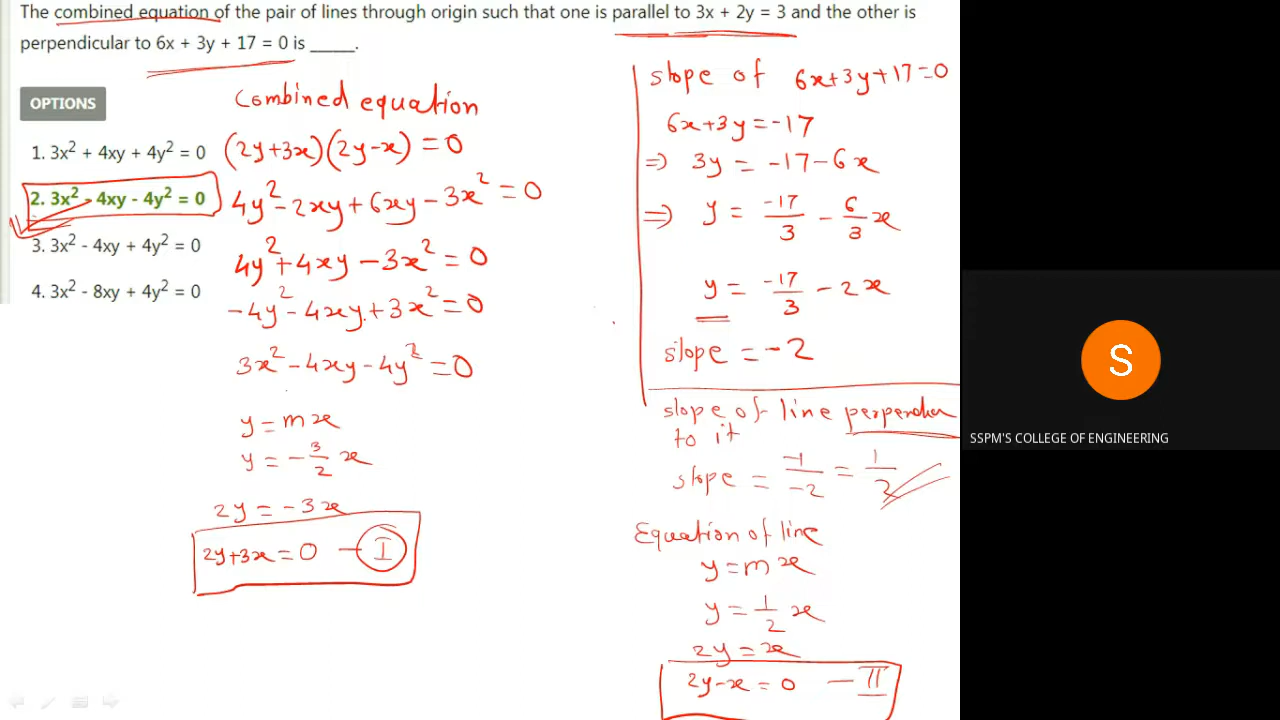 The combined equation of the pair of lines through origin such that one is parallel to 3x + 2y = 3 and the other is
perpendicular to 6x + 3y + 17 = 0 is _____.
OPTIONS
1. 3x² + 4xy + 4y² = 0
2. 3x² - 4xy - 4y² = 0
3. 3x² - 4xy + 4y² = 0
4. 3x² - 8xy + 4y² = 0
Combined equation
(2y+3x)(2y-x) = 0
4y² - 2xy + 6xy - 3x² = 0
4y² + 4xy - 3x² = 0
-4y² - 4xy + 3x² = 0
3x² - 4xy - 4y² = 0
y = mx
y = -3/2 x
2y = -3x
2y+3x = 0 — I
slope of 6x+3y+17=0
6x+3y = -17
⇒ 3y = -17-6x
⇒ y = -17/3 - 6/3 x
y = -17/3 - 2x
slope = -2
slope of line perpendicular
to it
slope = -1/-2 = 1/2
Equation of line
y = mx
y = 1/2 x
2y = x
2y-x = 0 — II
S
SSPM'S COLLEGE OF ENGINEERING